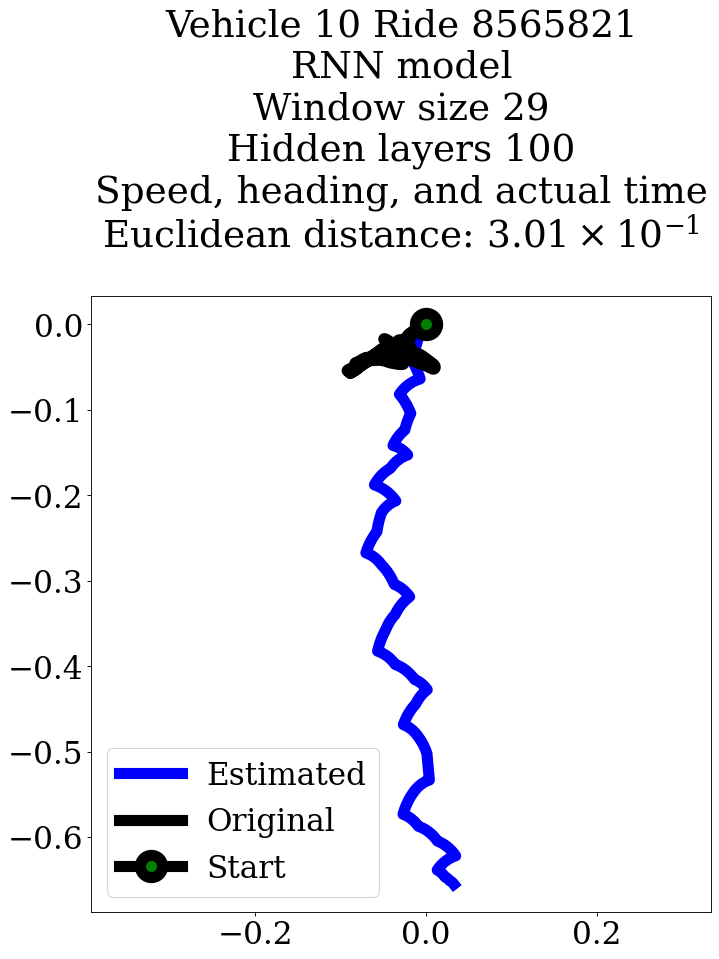 Vehicle 10 Ride 8565821
RNN model
Window size 29
Hidden layers 100
Speed, heading, and actual time
Euclidean distance: 3.01 × 10⁻¹
0.0
−0.1
−0.2
−0.3
−0.4
−0.5
−0.6
Estimated
Original
Start
−0.2 0.0 0.2